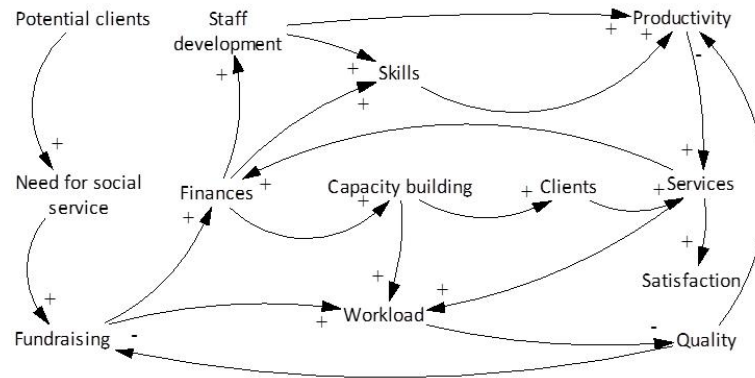 Potential clients
Staff
development
Productivity
+
+
-
+
+
Skills
+
+
+
Need for social
service
Finances
+
Capacity building
+
Clients
+
Services
+
+
+
+
+
Satisfaction
+
+
+
Workload
+
Fundraising
-
-
Quality